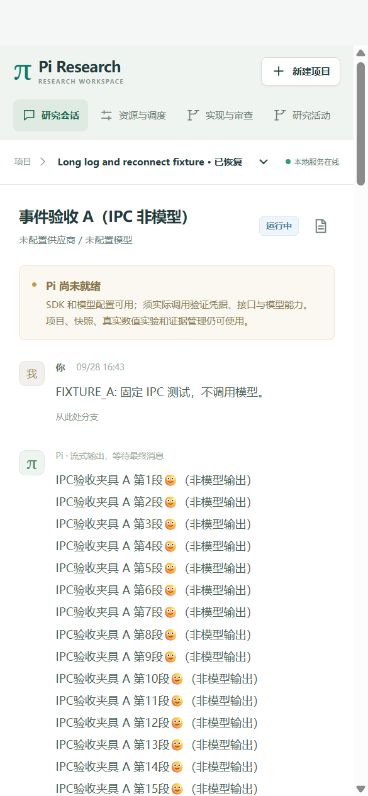 π Pi Research
RESEARCH WORKSPACE
+ 新建项目
研究会话 资源与调度 实现与审查 研究活动
项目 > Long log and reconnect fixture • 已恢复 本地服务在线
事件验收 A（IPC 非模型）
运行中
未配置供应商 / 未配置模型
Pi 尚未就绪
SDK 和模型配置可用；须实际调用验证凭据、接口与模型能力。
项目、快照、真实数值实验和证据管理仍可使用。
我 你 09/28 16:43
FIXTURE_A: 固定 IPC 测试，不调用模型。
从此处分支
π Pi · 流式输出，等待最终消息
IPC验收夹具 A 第1段😀（非模型输出）
IPC验收夹具 A 第2段😀（非模型输出）
IPC验收夹具 A 第3段😀（非模型输出）
IPC验收夹具 A 第4段😀（非模型输出）
IPC验收夹具 A 第5段😀（非模型输出）
IPC验收夹具 A 第6段😀（非模型输出）
IPC验收夹具 A 第7段😀（非模型输出）
IPC验收夹具 A 第8段😀（非模型输出）
IPC验收夹具 A 第9段😀（非模型输出）
IPC验收夹具 A 第10段😀（非模型输出）
IPC验收夹具 A 第11段😀（非模型输出）
IPC验收夹具 A 第12段😀（非模型输出）
IPC验收夹具 A 第13段😀（非模型输出）
IPC验收夹具 A 第14段😀（非模型输出）
IPC验收夹具 A 第15段😀（非模型输出）